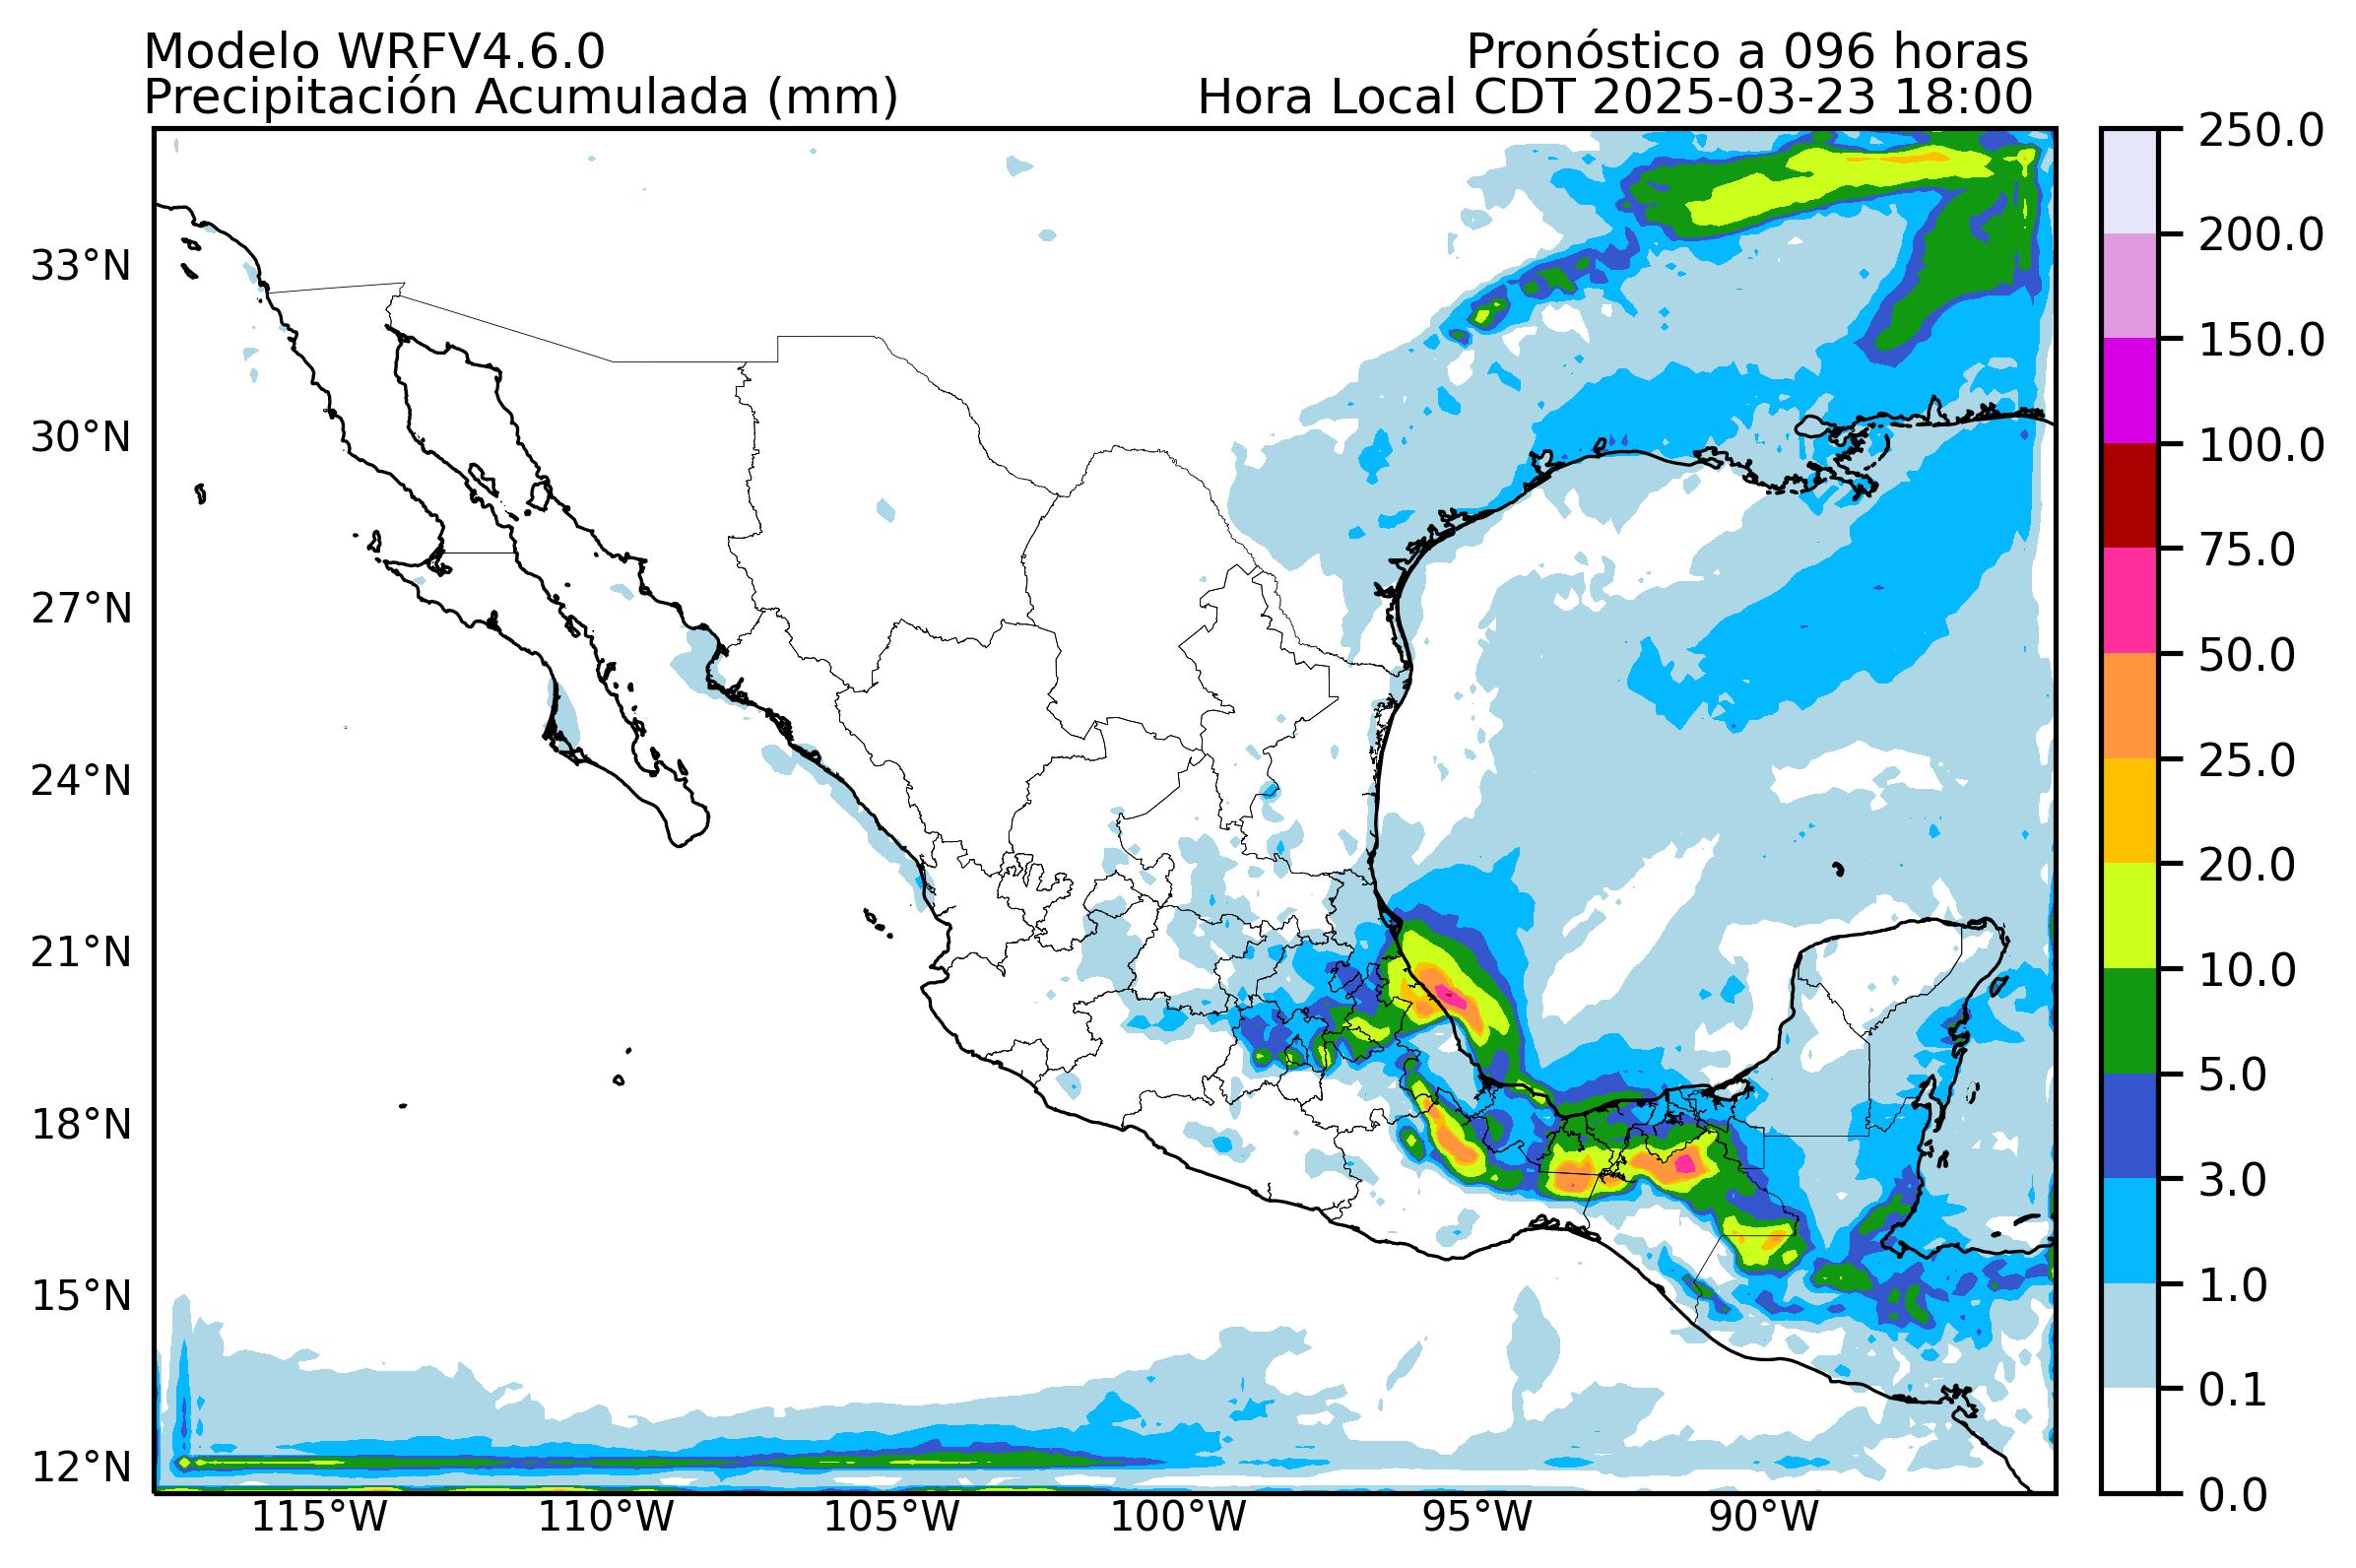 Modelo WRFV4.6.0
Pronóstico a 096 horas
Precipitación Acumulada (mm)
Hora Local CDT 2025-03-23 18:00
33°N
30°N
27°N
24°N
21°N
18°N
15°N
12°N
115°W
110°W
105°W
100°W
95°W
90°W
250.0
200.0
150.0
100.0
75.0
50.0
25.0
20.0
10.0
5.0
3.0
1.0
0.1
0.0